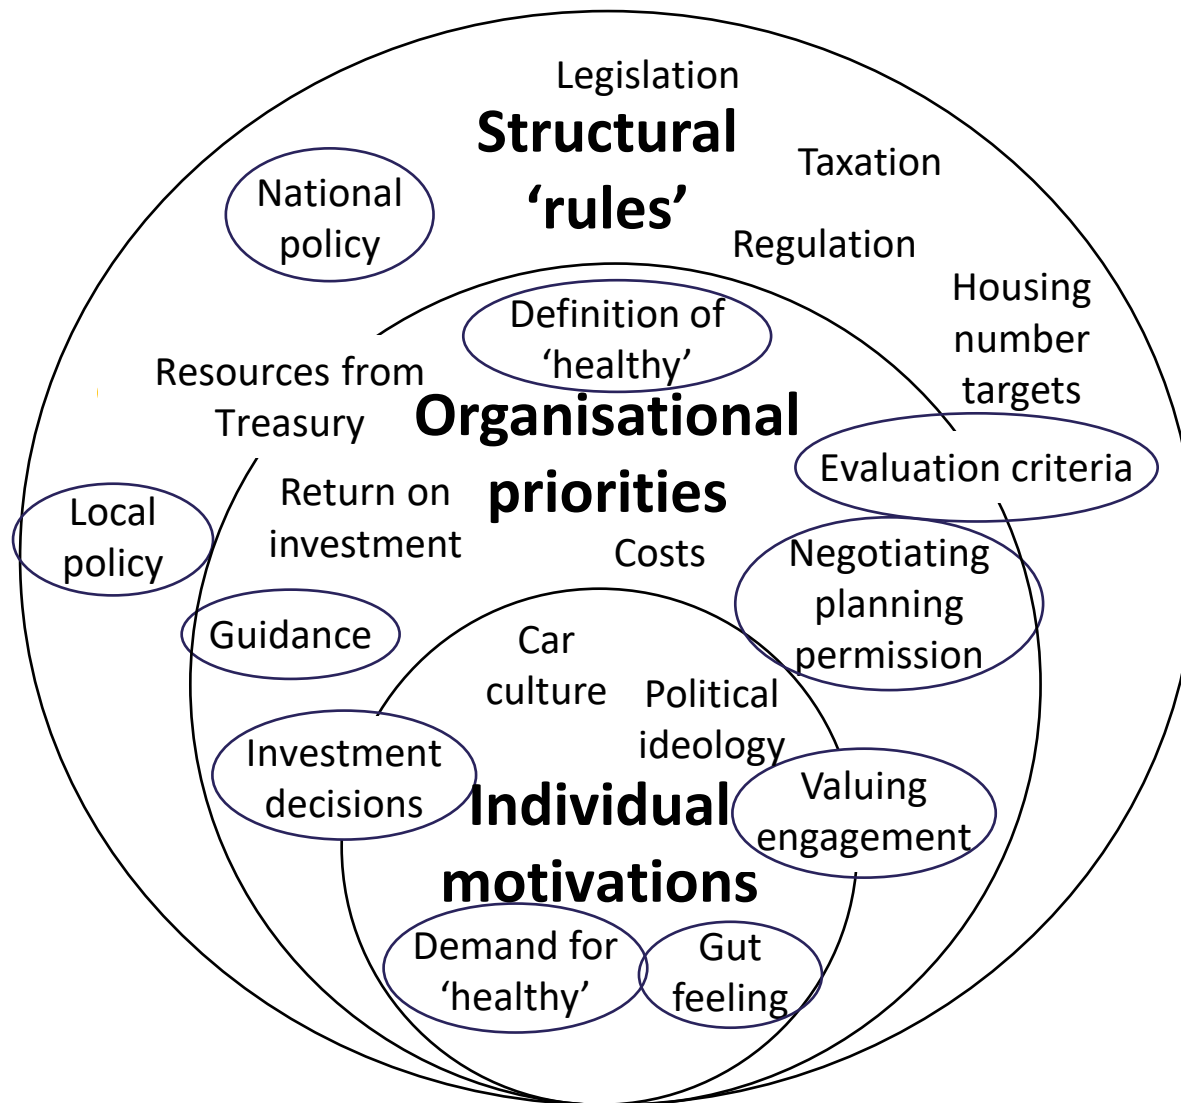 Legislation
Structural
‘rules’
Taxation
National
policy
Regulation
Housing
number
targets
Definition of
‘healthy’
Resources from
Treasury
Organisational
priorities
Evaluation criteria
Return on
investment
Local
policy
Costs
Negotiating
planning
permission
Guidance
Car
culture
Political
ideology
Investment
decisions
Individual
motivations
Valuing
engagement
Demand for
‘healthy’
Gut
feeling